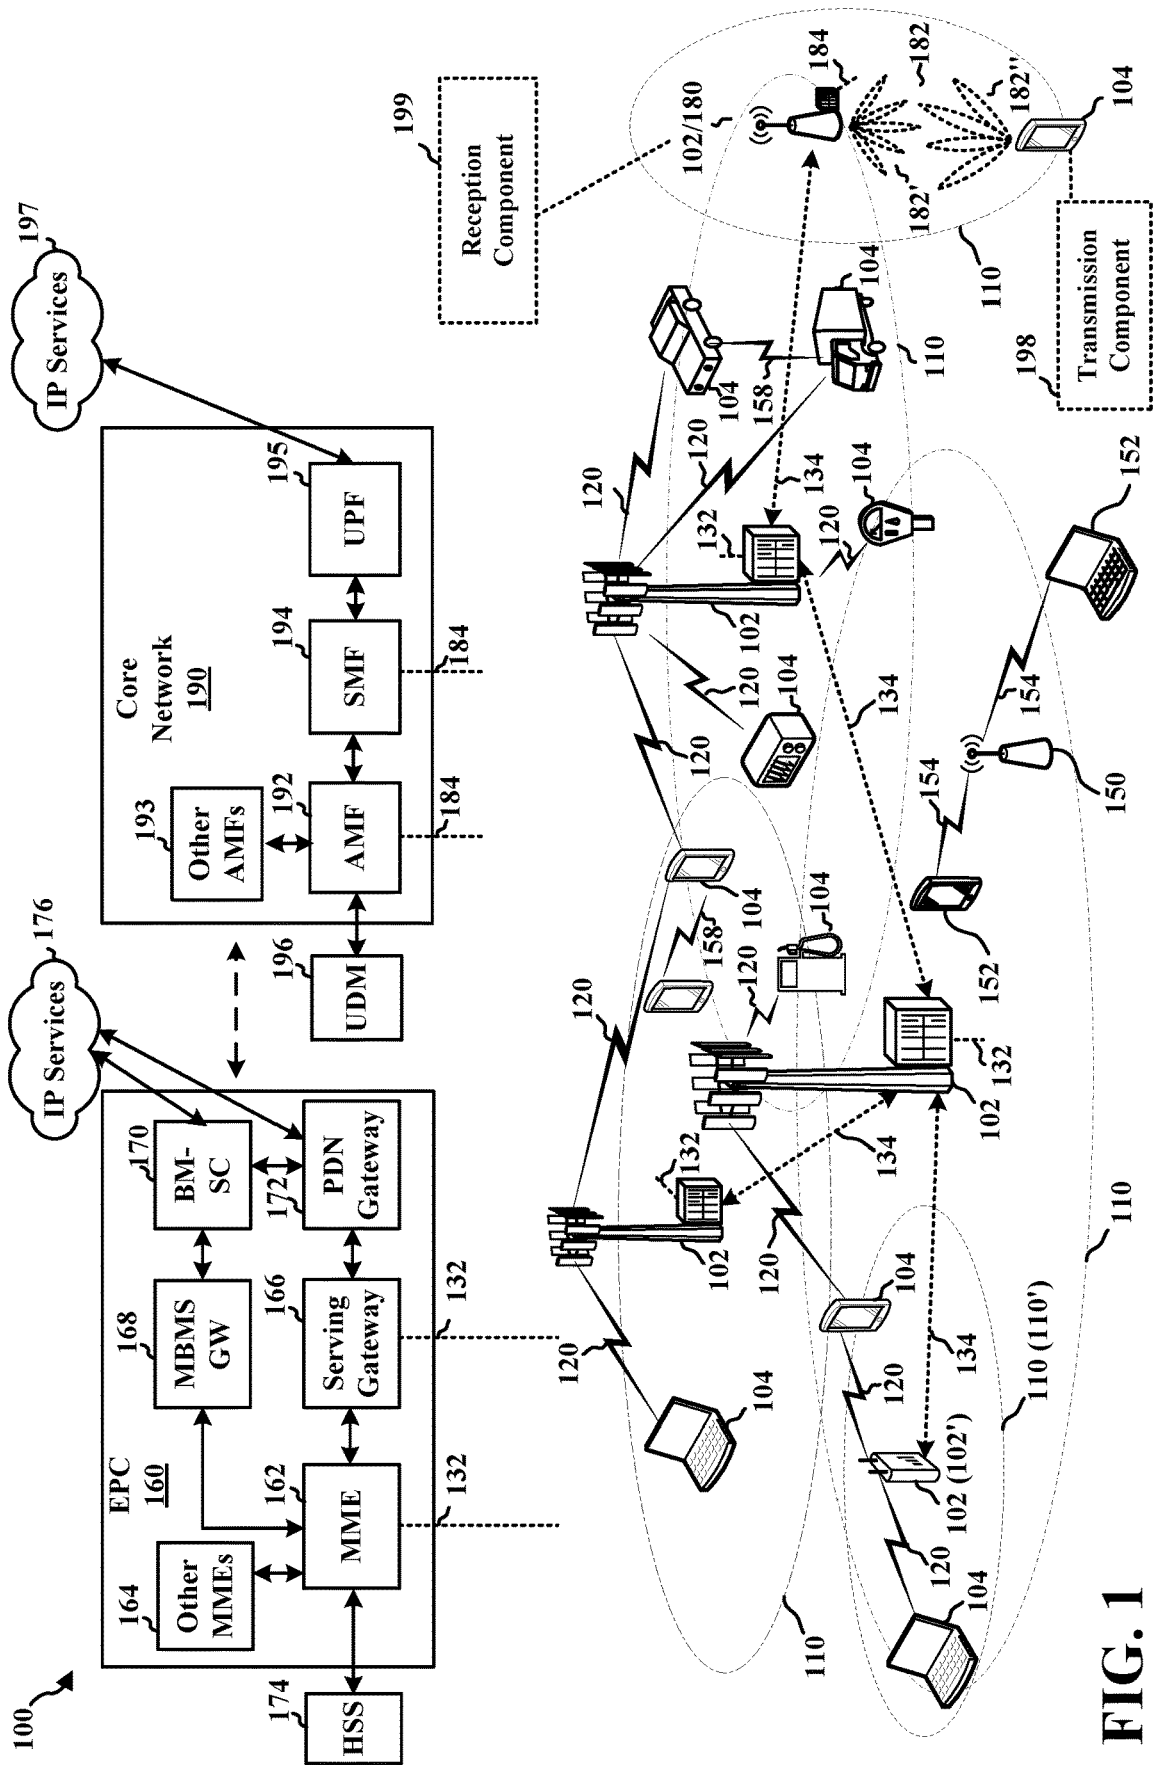 100
174
HSS
164
Other
MMEs
EPC
160
162
MME
132
168
MBMS
GW
166
Serving
Gateway
132
170
BM-
SC
172
PDN
Gateway
176
IP Services
196
UDM
193
Other
AMFs
Core
Network
190
192
AMF
184
194
SMF
184
195
UPF
197
IP Services
199
Reception
Component
102/180
184
182
182'
182''
104
110
198
Transmission
Component
104
158
104
110
120
120
134
132
102
120
104
120
104
120
134
104
158
120
120
104
132
102
134
132
102
120
104
120
110
104
134
120
102 (102')
120
104
110 (110')
110
152
154
150
154
152
FIG. 1